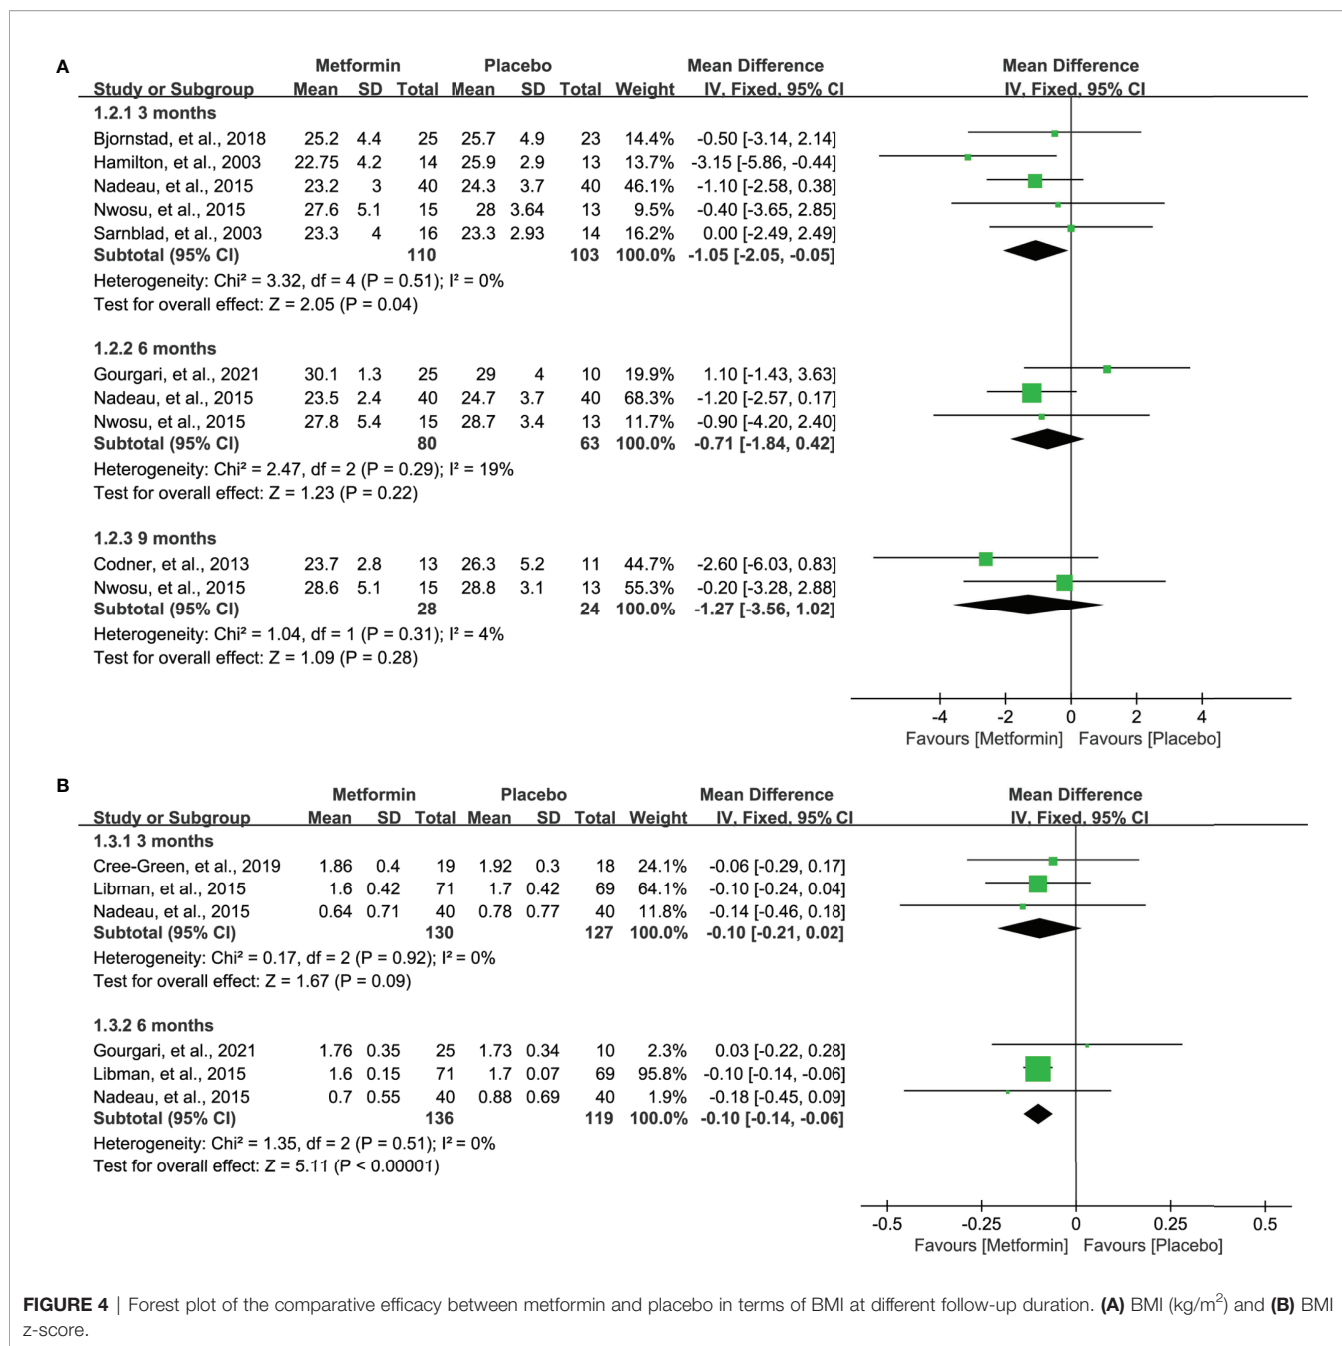 A
Metformin Placebo Mean Difference Mean Difference
Study or Subgroup Mean SD Total Mean SD Total Weight IV, Fixed, 95% CI IV, Fixed, 95% CI
1.2.1 3 months
Bjornstad, et al., 2018 25.2 4.4 25 25.7 4.9 23 14.4% -0.50 [-3.14, 2.14]
Hamilton, et al., 2003 22.75 4.2 14 25.9 2.9 13 13.7% -3.15 [-5.86, -0.44]
Nadeau, et al., 2015 23.2 3 40 24.3 3.7 40 46.1% -1.10 [-2.58, 0.38]
Nwosu, et al., 2015 27.6 5.1 15 28 3.64 13 9.5% -0.40 [-3.65, 2.85]
Sarnblad, et al., 2003 23.3 4 16 23.3 2.93 14 16.2% 0.00 [-2.49, 2.49]
Subtotal (95% CI) 110 103 100.0% -1.05 [-2.05, -0.05]
Heterogeneity: Chi² = 3.32, df = 4 (P = 0.51); I² = 0%
Test for overall effect: Z = 2.05 (P = 0.04)
1.2.2 6 months
Gourgari, et al., 2021 30.1 1.3 25 29 4 10 19.9% 1.10 [-1.43, 3.63]
Nadeau, et al., 2015 23.5 2.4 40 24.7 3.7 40 68.3% -1.20 [-2.57, 0.17]
Nwosu, et al., 2015 27.8 5.4 15 28.7 3.4 13 11.7% -0.90 [-4.20, 2.40]
Subtotal (95% CI) 80 63 100.0% -0.71 [-1.84, 0.42]
Heterogeneity: Chi² = 2.47, df = 2 (P = 0.29); I² = 19%
Test for overall effect: Z = 1.23 (P = 0.22)
1.2.3 9 months
Codner, et al., 2013 23.7 2.8 13 26.3 5.2 11 44.7% -2.60 [-6.03, 0.83]
Nwosu, et al., 2015 28.6 5.1 15 28.8 3.1 13 55.3% -0.20 [-3.28, 2.88]
Subtotal (95% CI) 28 24 100.0% -1.27 [-3.56, 1.02]
Heterogeneity: Chi² = 1.04, df = 1 (P = 0.31); I² = 4%
Test for overall effect: Z = 1.09 (P = 0.28)
-4 -2 0 2 4
Favours [Metformin] Favours [Placebo]
B
Metformin Placebo Mean Difference Mean Difference
Study or Subgroup Mean SD Total Mean SD Total Weight IV, Fixed, 95% CI IV, Fixed, 95% CI
1.3.1 3 months
Cree-Green, et al., 2019 1.86 0.4 19 1.92 0.3 18 24.1% -0.06 [-0.29, 0.17]
Libman, et al., 2015 1.6 0.42 71 1.7 0.42 69 64.1% -0.10 [-0.24, 0.04]
Nadeau, et al., 2015 0.64 0.71 40 0.78 0.77 40 11.8% -0.14 [-0.46, 0.18]
Subtotal (95% CI) 130 127 100.0% -0.10 [-0.21, 0.02]
Heterogeneity: Chi² = 0.17, df = 2 (P = 0.92); I² = 0%
Test for overall effect: Z = 1.67 (P = 0.09)
1.3.2 6 months
Gourgari, et al., 2021 1.76 0.35 25 1.73 0.34 10 2.3% 0.03 [-0.22, 0.28]
Libman, et al., 2015 1.6 0.15 71 1.7 0.07 69 95.8% -0.10 [-0.14, -0.06]
Nadeau, et al., 2015 0.7 0.55 40 0.88 0.69 40 1.9% -0.18 [-0.45, 0.09]
Subtotal (95% CI) 136 119 100.0% -0.10 [-0.14, -0.06]
Heterogeneity: Chi² = 1.35, df = 2 (P = 0.51); I² = 0%
Test for overall effect: Z = 5.11 (P < 0.00001)
-0.5 -0.25 0 0.25 0.5
Favours [Metformin] Favours [Placebo]
FIGURE 4 | Forest plot of the comparative efficacy between metformin and placebo in terms of BMI at different follow-up duration. (A) BMI (kg/m²) and (B) BMI
z-score.